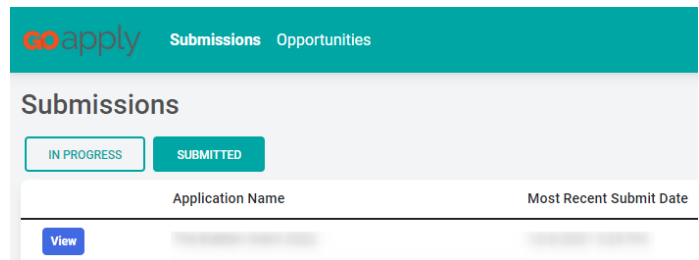 GOapply Submissions Opportunities
Submissions
IN PROGRESS SUBMITTED
Application Name Most Recent Submit Date
View